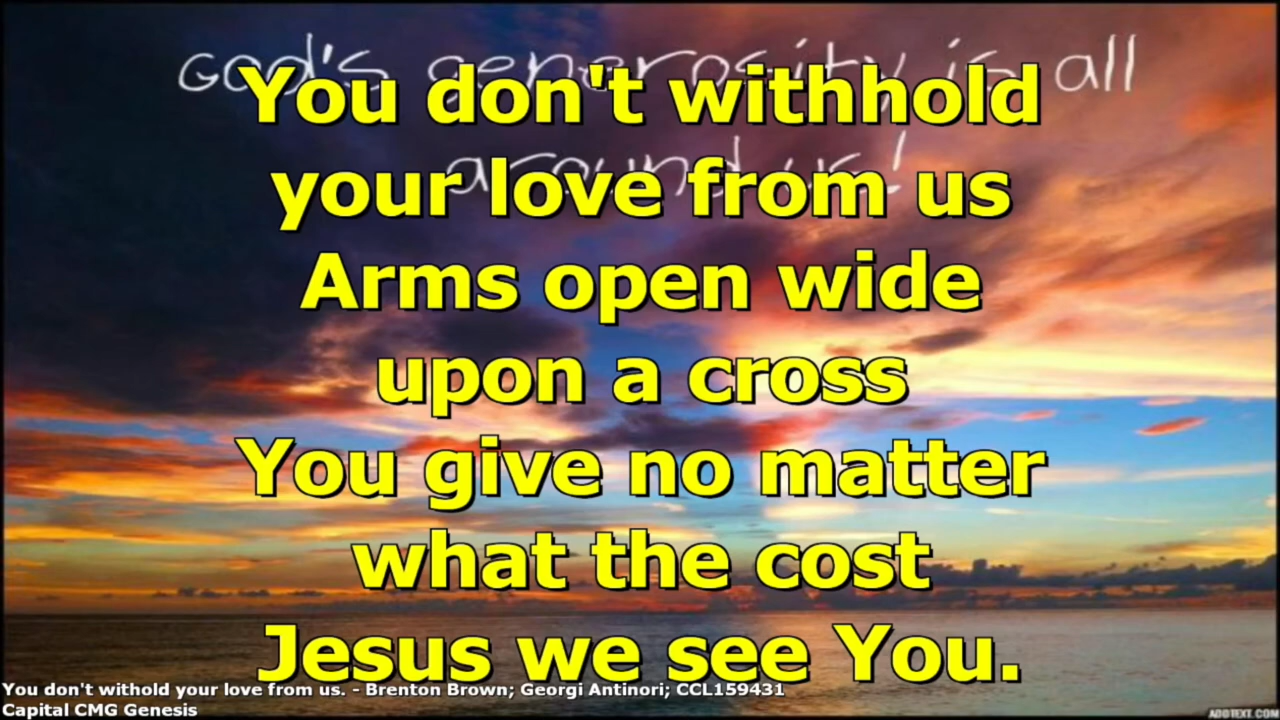 God's generosity is all
around us!
You don't withhold
your love from us
Arms open wide
upon a cross
You give no matter
what the cost
Jesus we see You.
You don't withold your love from us. - Brenton Brown; Georgi Antinori; CCL159431
Capital CMG Genesis
ADDTEXT.COM